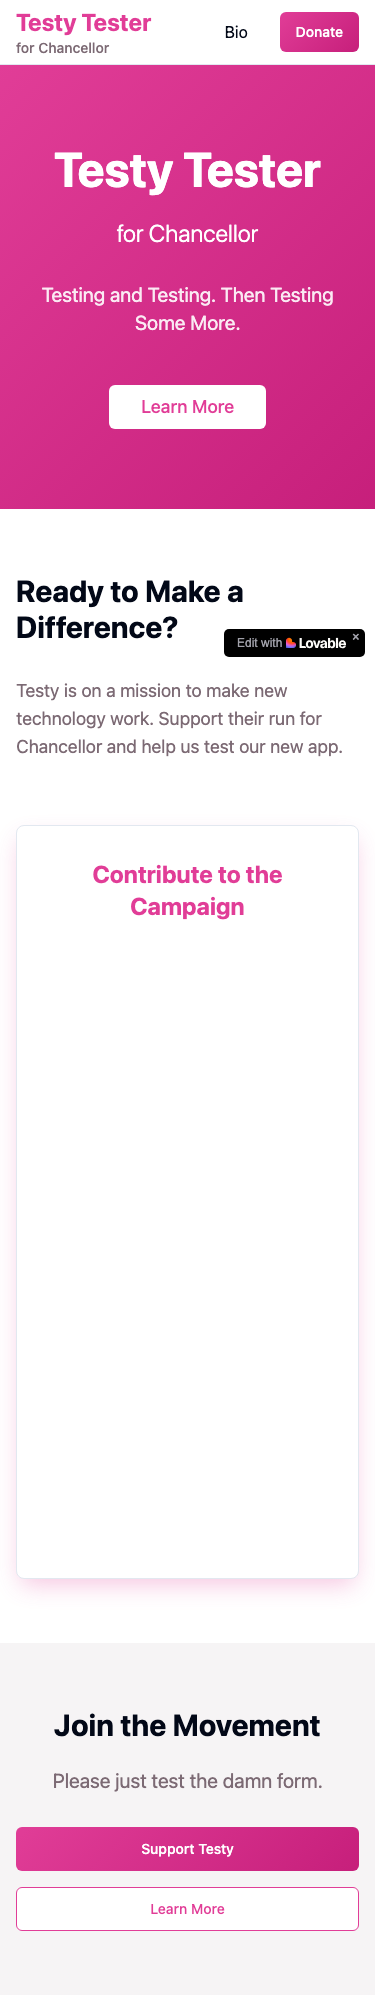 Testy Tester
for Chancellor
Bio
Donate
Testy Tester
for Chancellor
Testing and Testing. Then Testing
Some More.
Learn More
Ready to Make a
Difference?
Edit with Lovable ×
Testy is on a mission to make new
technology work. Support their run for
Chancellor and help us test our new app.
Contribute to the
Campaign
Join the Movement
Please just test the damn form.
Support Testy
Learn More